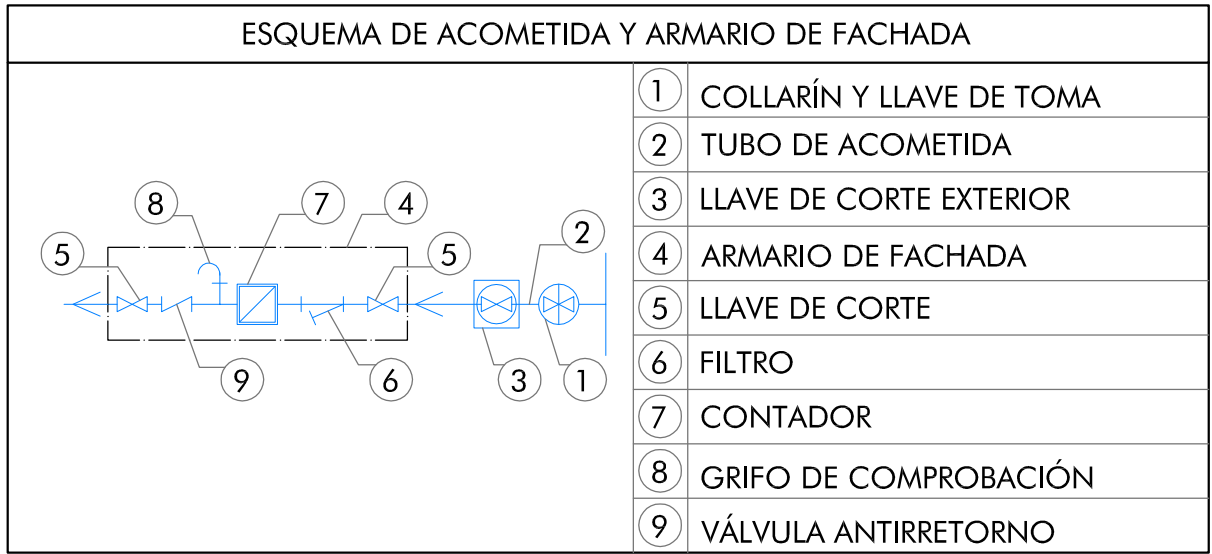 ESQUEMA DE ACOMETIDA Y ARMARIO DE FACHADA
8
7
4
2
5
5
9
6
3
1
1 COLLARÍN Y LLAVE DE TOMA
2 TUBO DE ACOMETIDA
3 LLAVE DE CORTE EXTERIOR
4 ARMARIO DE FACHADA
5 LLAVE DE CORTE
6 FILTRO
7 CONTADOR
8 GRIFO DE COMPROBACIÓN
9 VÁLVULA ANTIRRETORNO